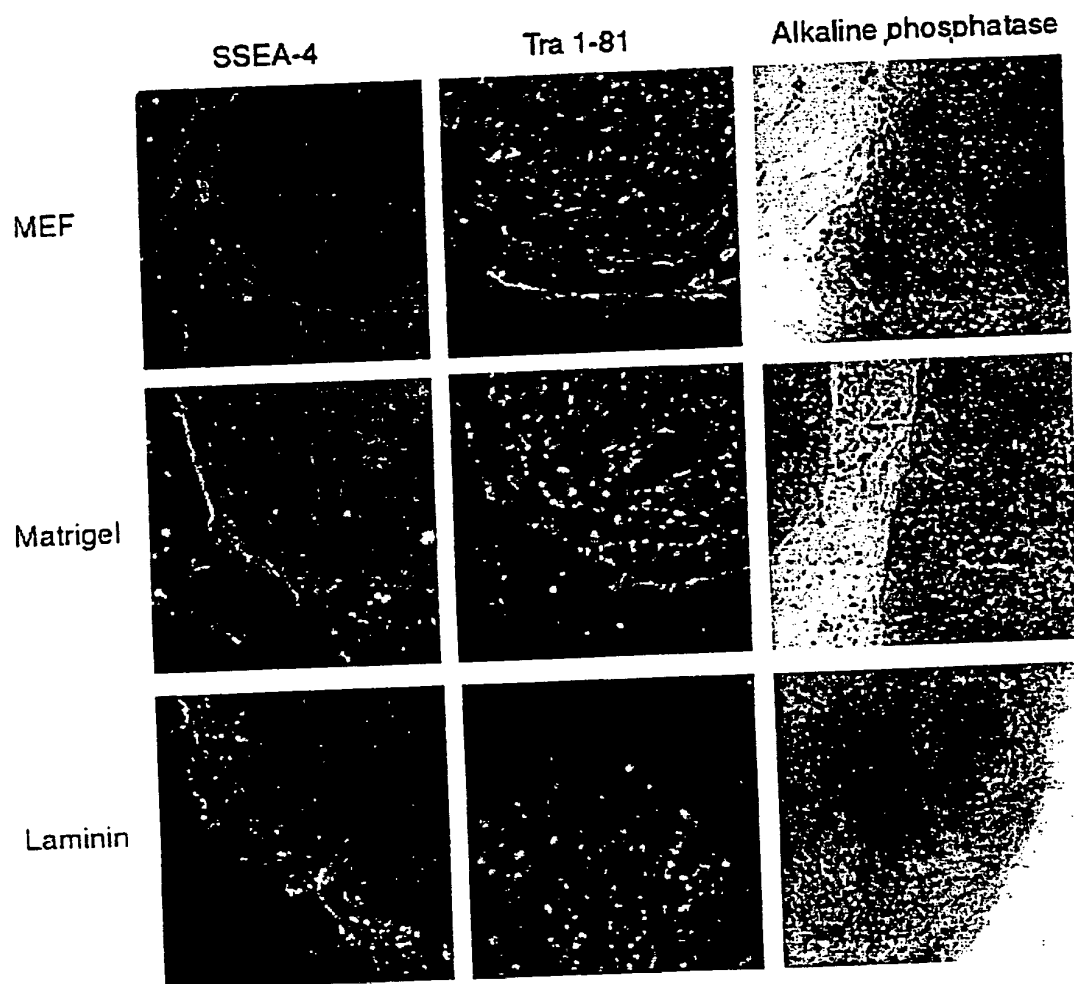 SSEA-4
Tra 1-81
Alkaline phosphatase
MEF
Matrigel
Laminin